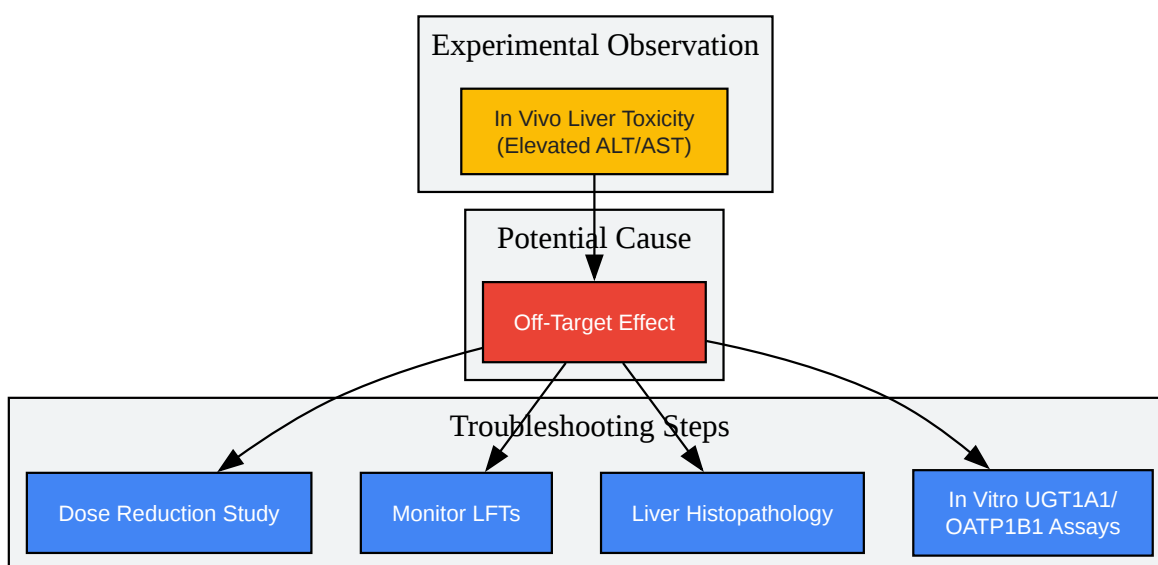 Experimental Observation
In Vivo Liver Toxicity
(Elevated ALT/AST)
Potential Cause
Off-Target Effect
Troubleshooting Steps
Dose Reduction Study
Monitor LFTs
Liver Histopathology
In Vitro UGT1A1/
OATP1B1 Assays